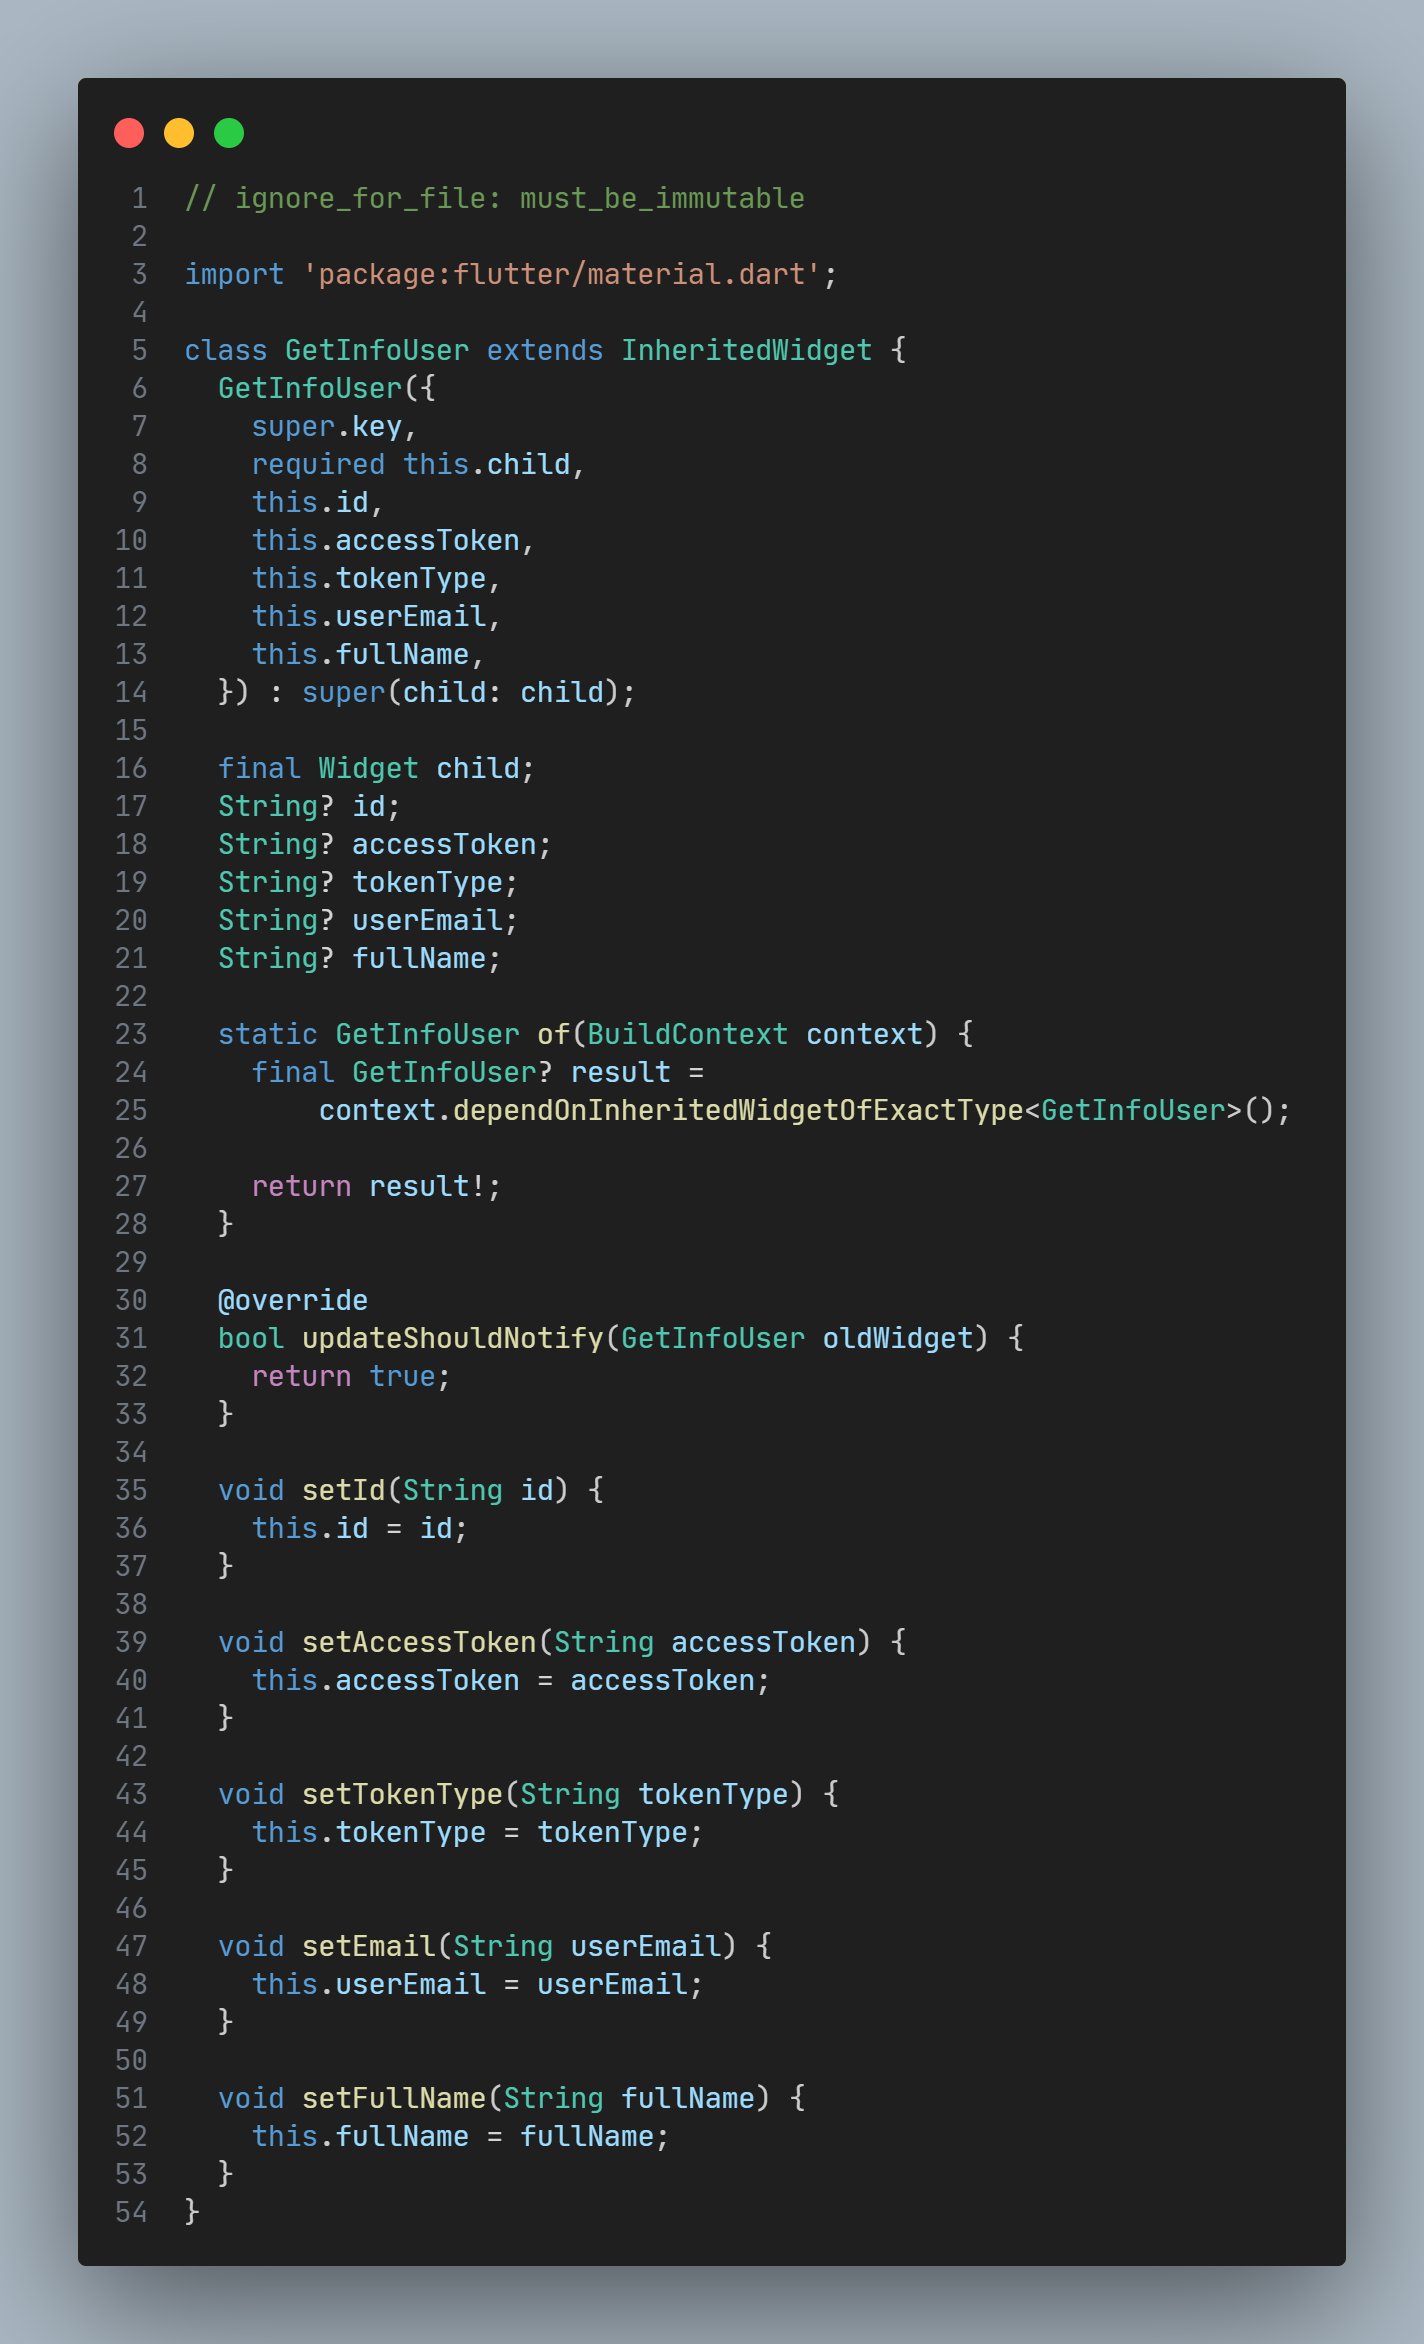 1 // ignore_for_file: must_be_immutable
2
3 import 'package:flutter/material.dart';
4
5 class GetInfoUser extends InheritedWidget {
6   GetInfoUser({
7     super.key,
8     required this.child,
9     this.id,
10     this.accessToken,
11     this.tokenType,
12     this.userEmail,
13     this.fullName,
14   }) : super(child: child);
15
16   final Widget child;
17   String? id;
18   String? accessToken;
19   String? tokenType;
20   String? userEmail;
21   String? fullName;
22
23   static GetInfoUser of(BuildContext context) {
24     final GetInfoUser? result =
25         context.dependOnInheritedWidgetOfExactType<GetInfoUser>();
26
27     return result!;
28   }
29
30   @override
31   bool updateShouldNotify(GetInfoUser oldWidget) {
32     return true;
33   }
34
35   void setId(String id) {
36     this.id = id;
37   }
38
39   void setAccessToken(String accessToken) {
40     this.accessToken = accessToken;
41   }
42
43   void setTokenType(String tokenType) {
44     this.tokenType = tokenType;
45   }
46
47   void setEmail(String userEmail) {
48     this.userEmail = userEmail;
49   }
50
51   void setFullName(String fullName) {
52     this.fullName = fullName;
53   }
54 }